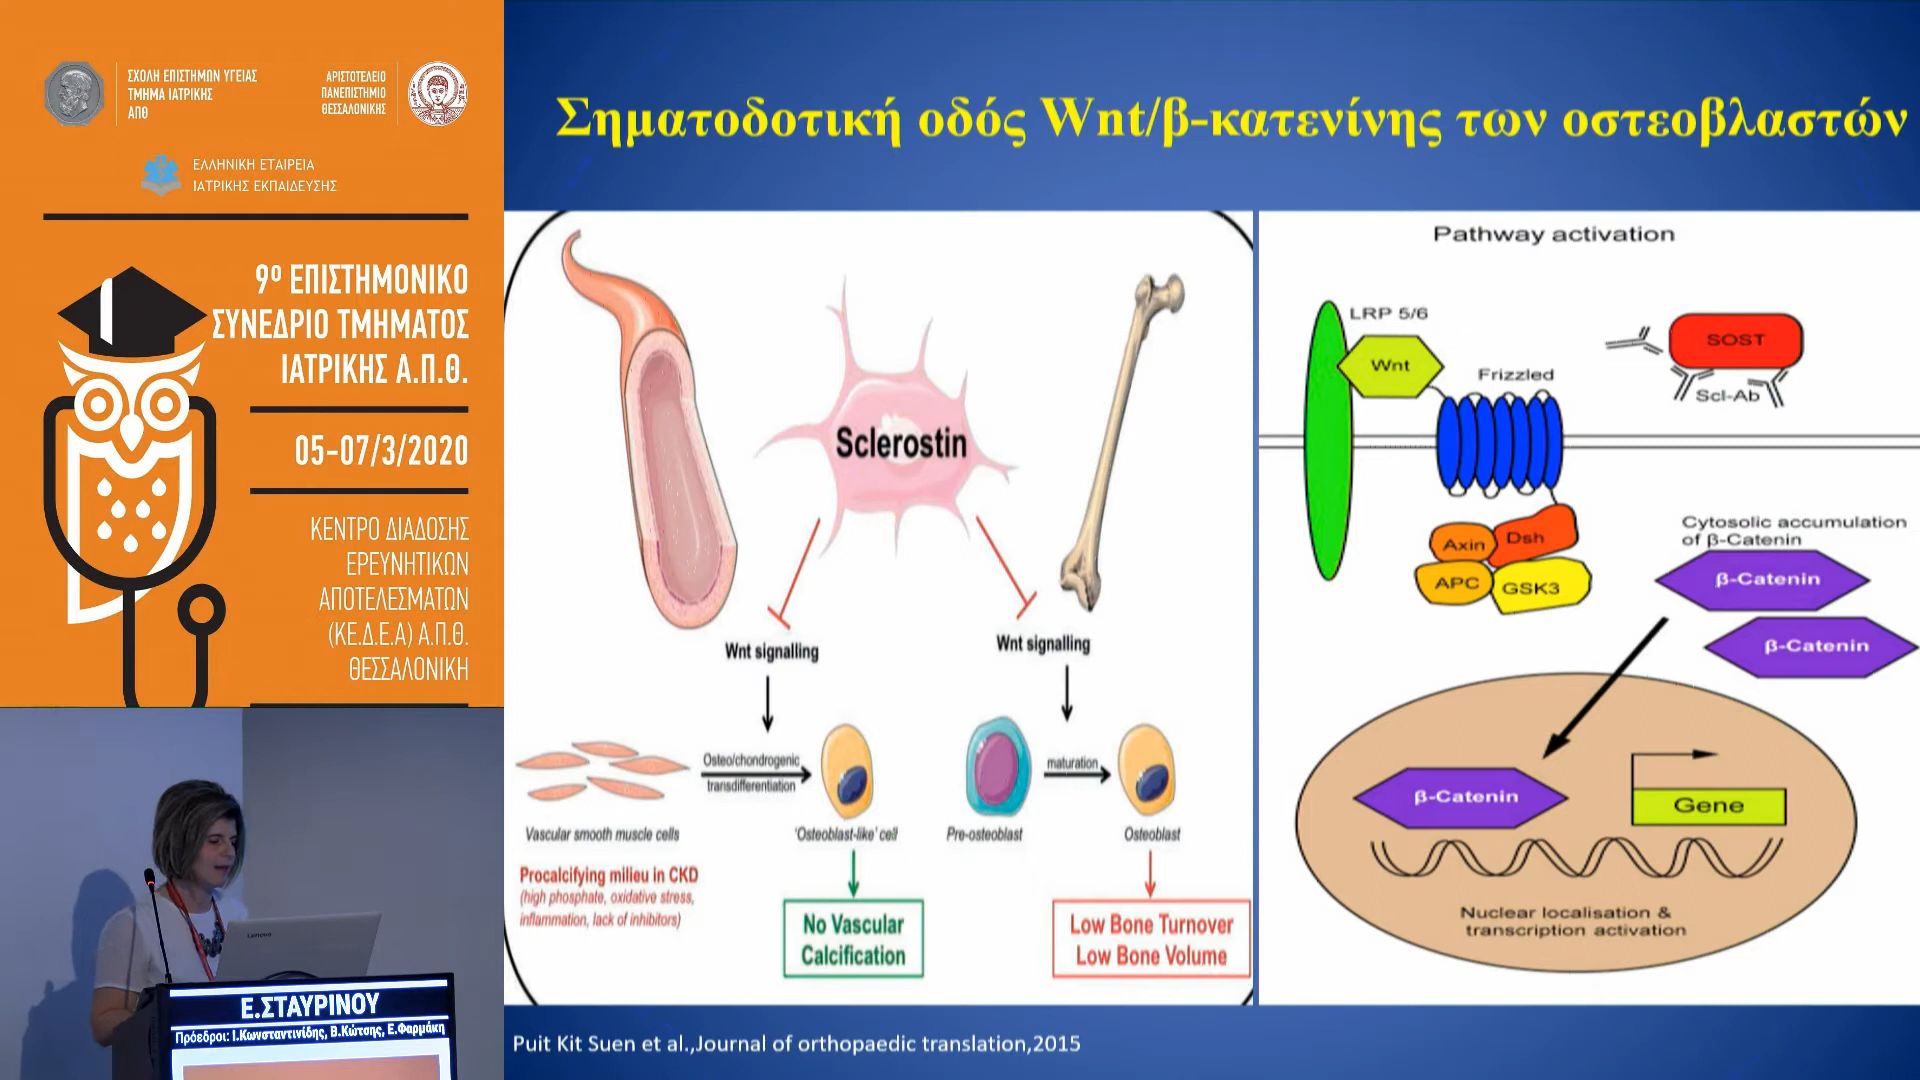 ΣΧΟΛΗ ΕΠΙΣΤΗΜΩΝ ΥΓΕΙΑΣ
ΤΜΗΜΑ ΙΑΤΡΙΚΗΣ
ΑΠΘ
ΑΡΙΣΤΟΤΕΛΕΙΟ
ΠΑΝΕΠΙΣΤΗΜΙΟ
ΘΕΣΣΑΛΟΝΙΚΗΣ
ΕΛΛΗΝΙΚΗ ΕΤΑΙΡΕΙΑ
ΙΑΤΡΙΚΗΣ ΕΚΠΑΙΔΕΥΣΗΣ
9º ΕΠΙΣΤΗΜΟΝΙΚΟ
ΣΥΝΕΔΡΙΟ ΤΜΗΜΑΤΟΣ
ΙΑΤΡΙΚΗΣ Α.Π.Θ.
05-07/3/2020
ΚΕΝΤΡΟ ΔΙΑΔΟΣΗΣ
ΕΡΕΥΝΗΤΙΚΩΝ
ΑΠΟΤΕΛΕΣΜΑΤΩΝ
(ΚΕ.Δ.Ε.Α) Α.Π.Θ.
ΘΕΣΣΑΛΟΝΙΚΗ
Lenovo
Ε.ΣΤΑΥΡΙΝΟΥ
Πρόεδροι: Ι.Κωνσταντινίδης, Β.Κώτσης, Ε.Φαρμάκη
Σηματοδοτική οδός Wnt/β-κατενίνης των οστεοβλαστών
Sclerostin
Wnt signalling
Wnt signalling
Osteo/chondrogenic
transdifferentiation
maturation
Vascular smooth muscle cells
'Osteoblast-like' cell
Pre-osteoblast
Osteoblast
Procalcifying milieu in CKD
(high phosphate, oxidative stress,
inflammation, lack of inhibitors)
No Vascular
Calcification
Low Bone Turnover
Low Bone Volume
Pathway activation
LRP 5/6
Wnt
Frizzled
SOST
Scl-Ab
Axin
Dsh
APC
GSK3
Cytosolic accumulation
of β-Catenin
β-Catenin
β-Catenin
β-Catenin
Gene
Nuclear localisation &
transcription activation
Puit Kit Suen et al.,Journal of orthopaedic translation,2015